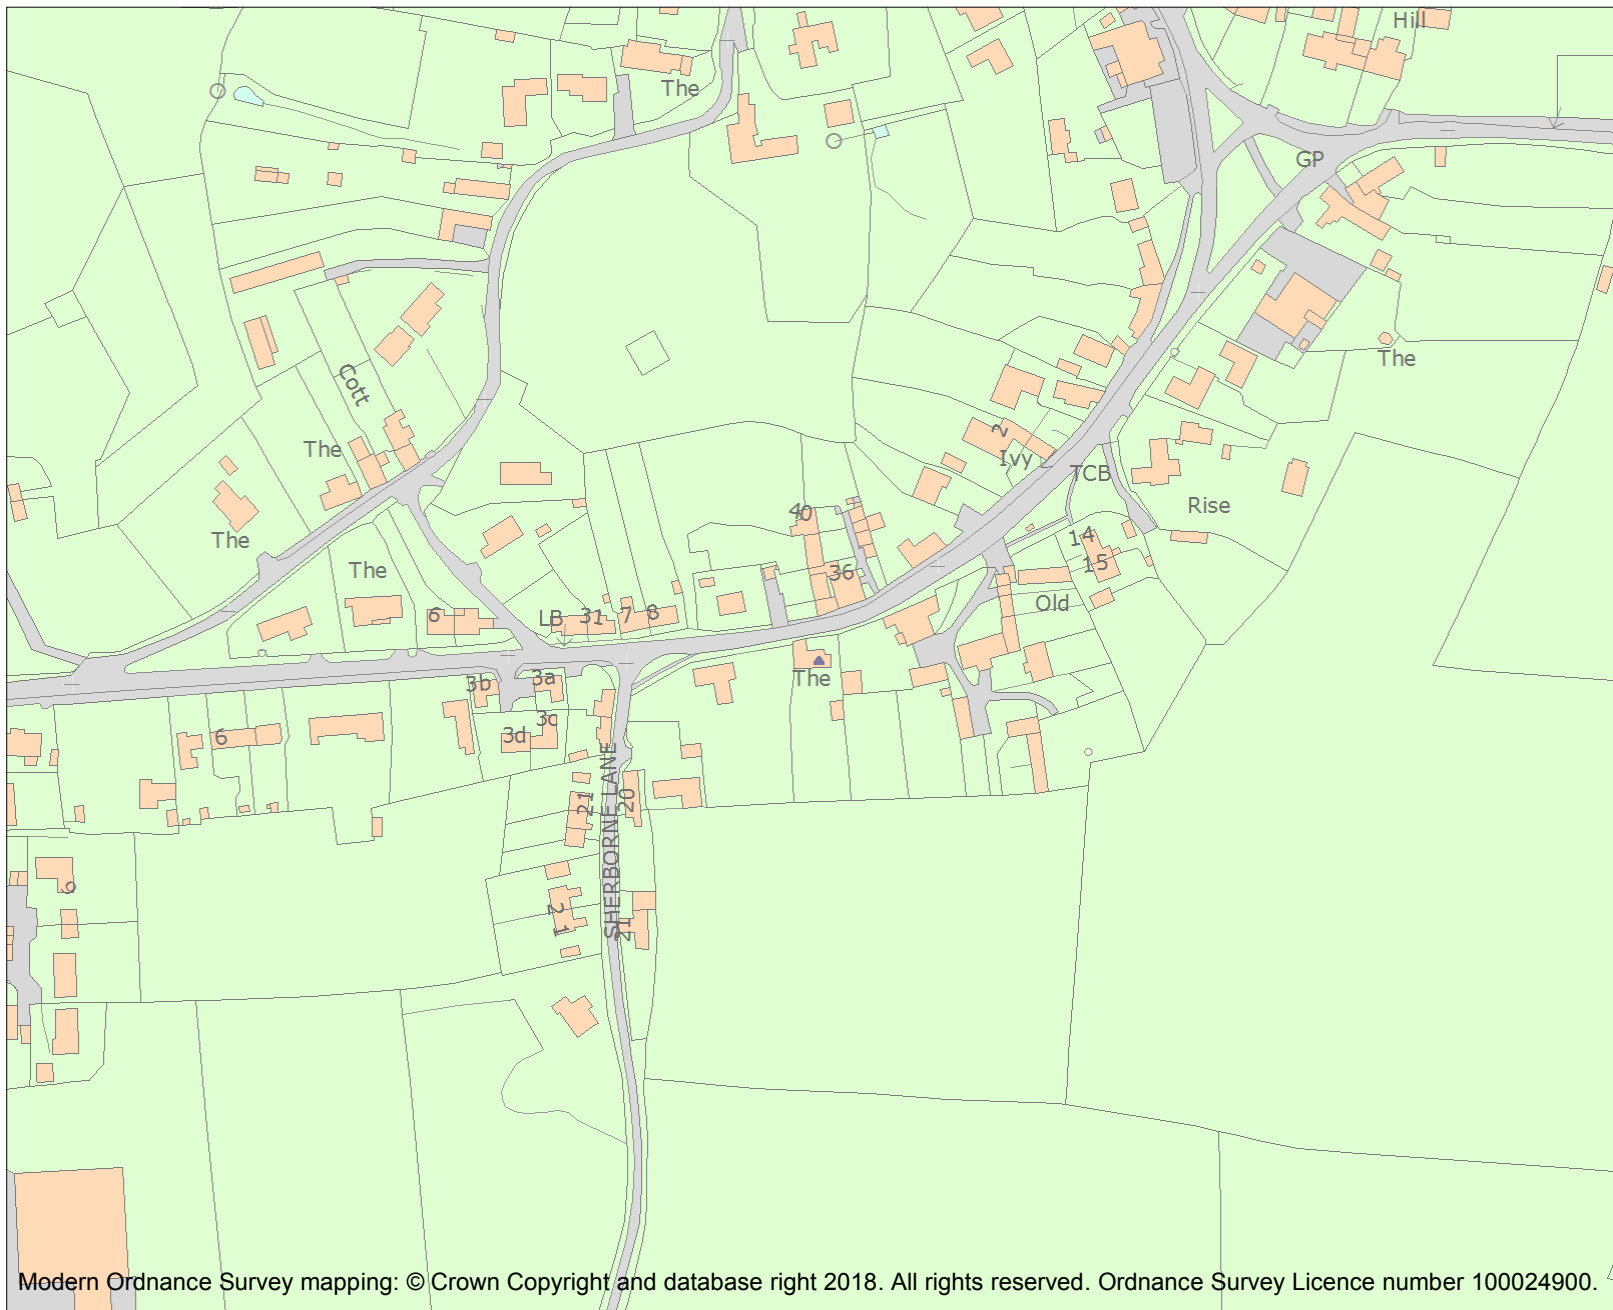 Hill
The
GP
The
Cott
The
2
Ivy
TCB
Rise
40
The
14
15
The
36
Old
6
LB
31
7
8
The
3b
3a
3c
3d
6
SHERBORNE LANE
21
20
9
21
21
Modern Ordnance Survey mapping: © Crown Copyright and database right 2018. All rights reserved. Ordnance Survey Licence number 100024900.